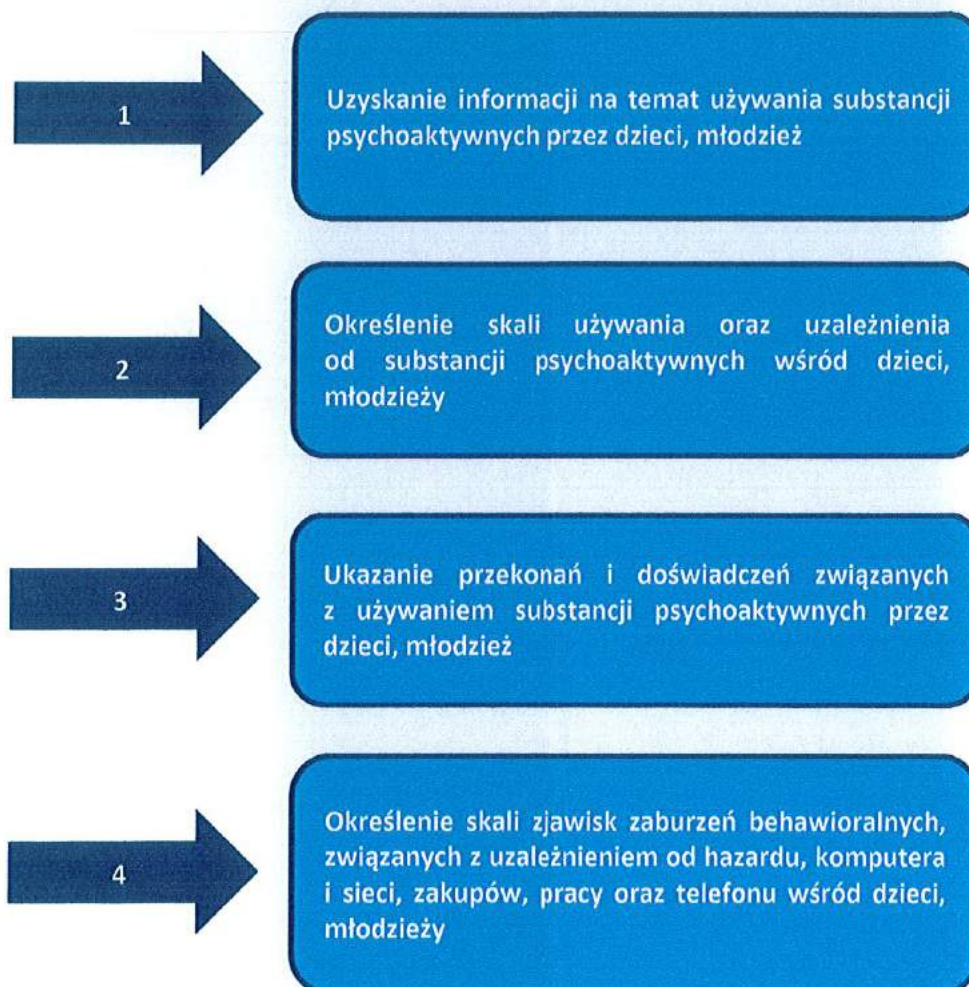 1
Uzyskanie informacji na temat używania substancji
psychoaktywnych przez dzieci, młodzież
2
Określenie skali używania oraz uzależnienia
od substancji psychoaktywnych wśród dzieci,
młodzieży
3
Ukazanie przekonań i doświadczeń związanych
z używaniem substancji psychoaktywnych przez
dzieci, młodzież
4
Określenie skali zjawisk zaburzeń behawioralnych,
związanych z uzależnieniem od hazardu, komputera
i sieci, zakupów, pracy oraz telefonu wśród dzieci,
młodzieży